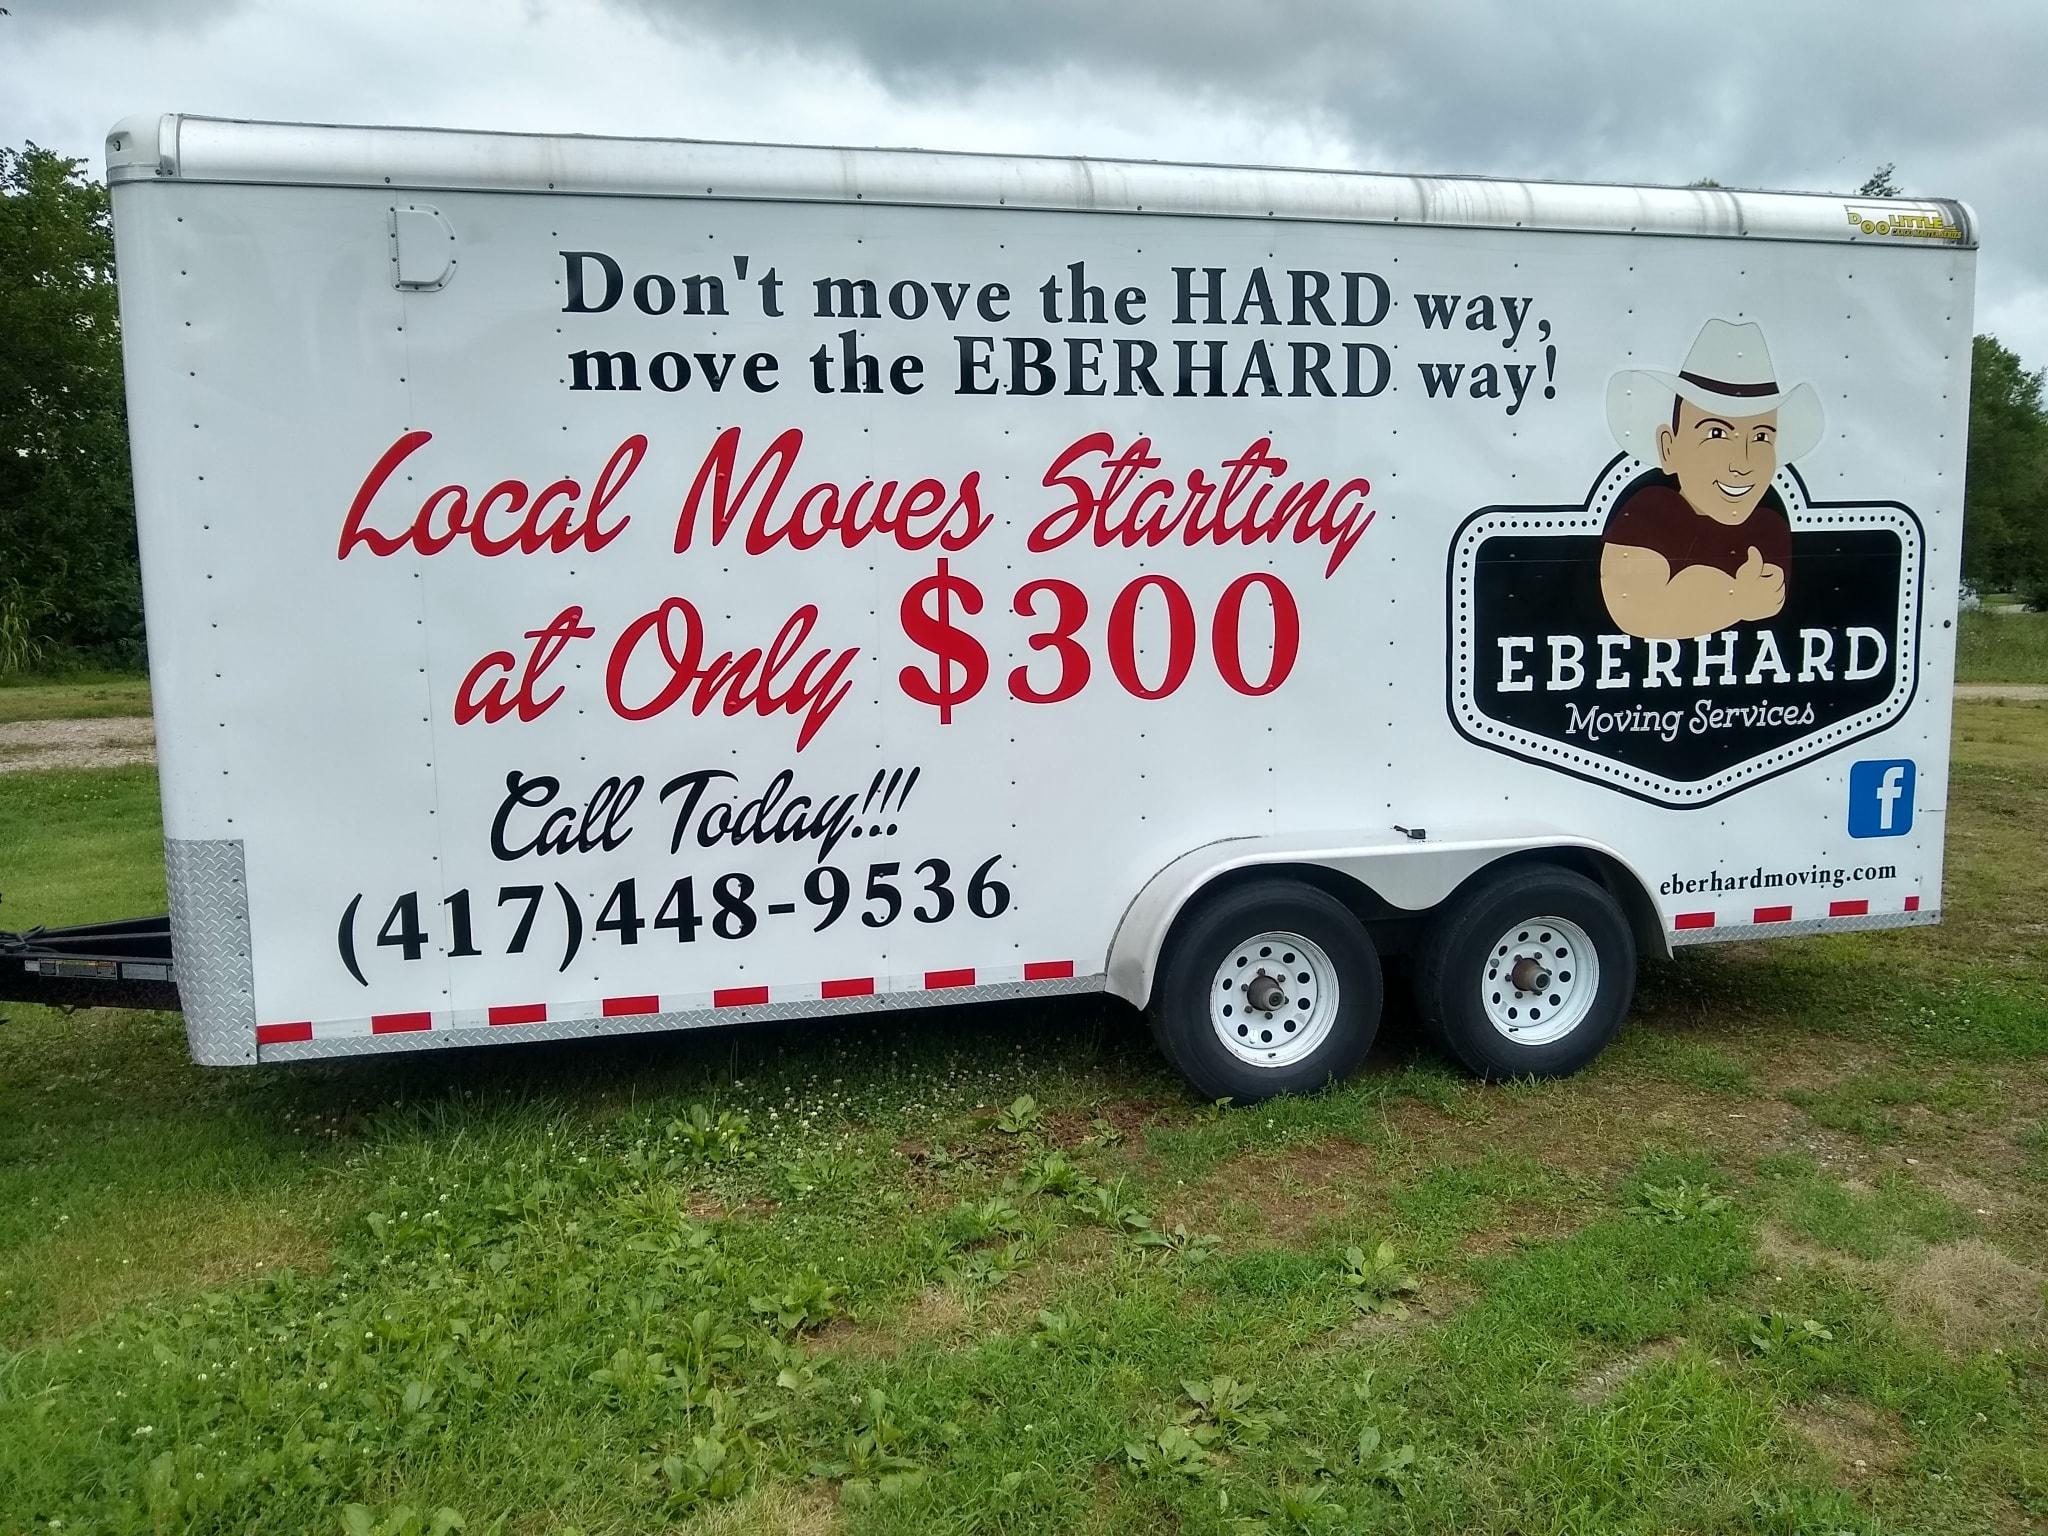 DOOLITTLE
Don't move the HARD way,
move the EBERHARD way!
Local Moves Starting
at Only $300
Call Today!!!
(417)448-9536
EBERHARD
Moving Services
f
eberhardmoving.com